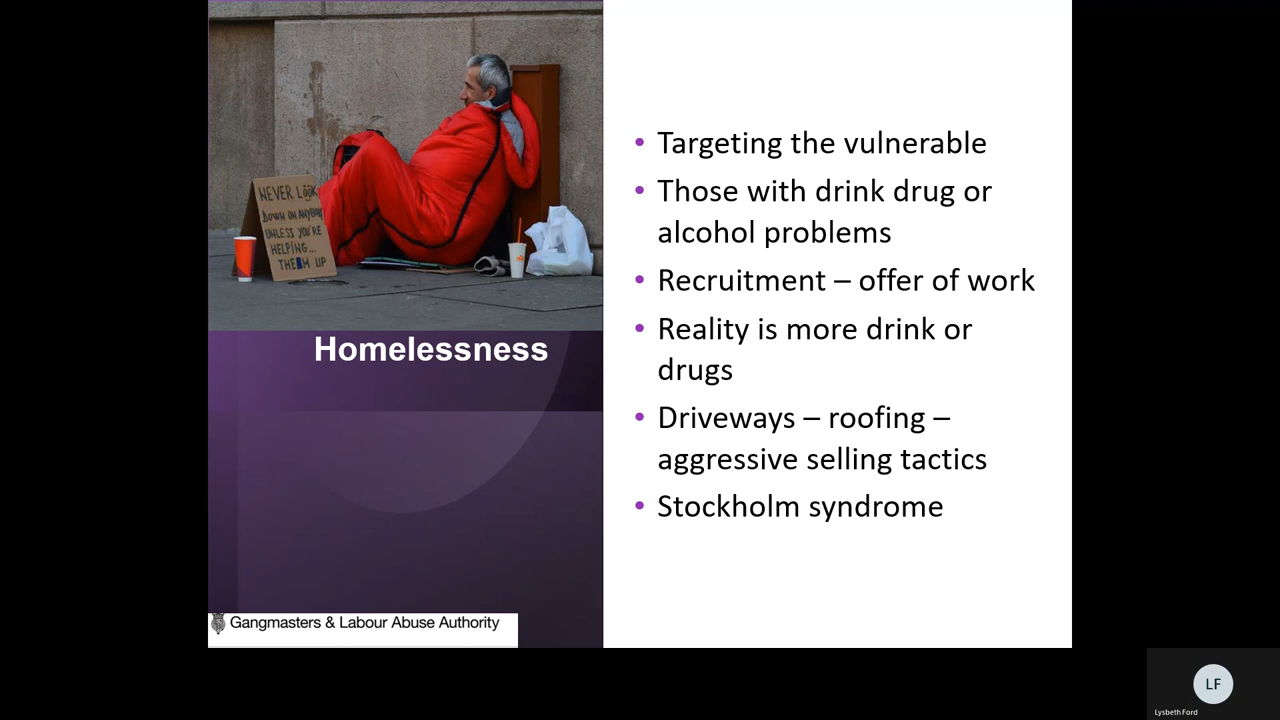 NEVER LOOK
DOWN ON ANYBODY
UNLESS YOU'RE
HELPING...
THEM UP
Homelessness
Gangmasters & Labour Abuse Authority
• Targeting the vulnerable
• Those with drink drug or
alcohol problems
• Recruitment – offer of work
• Reality is more drink or
drugs
• Driveways – roofing –
aggressive selling tactics
• Stockholm syndrome
LF
Lysbeth Ford